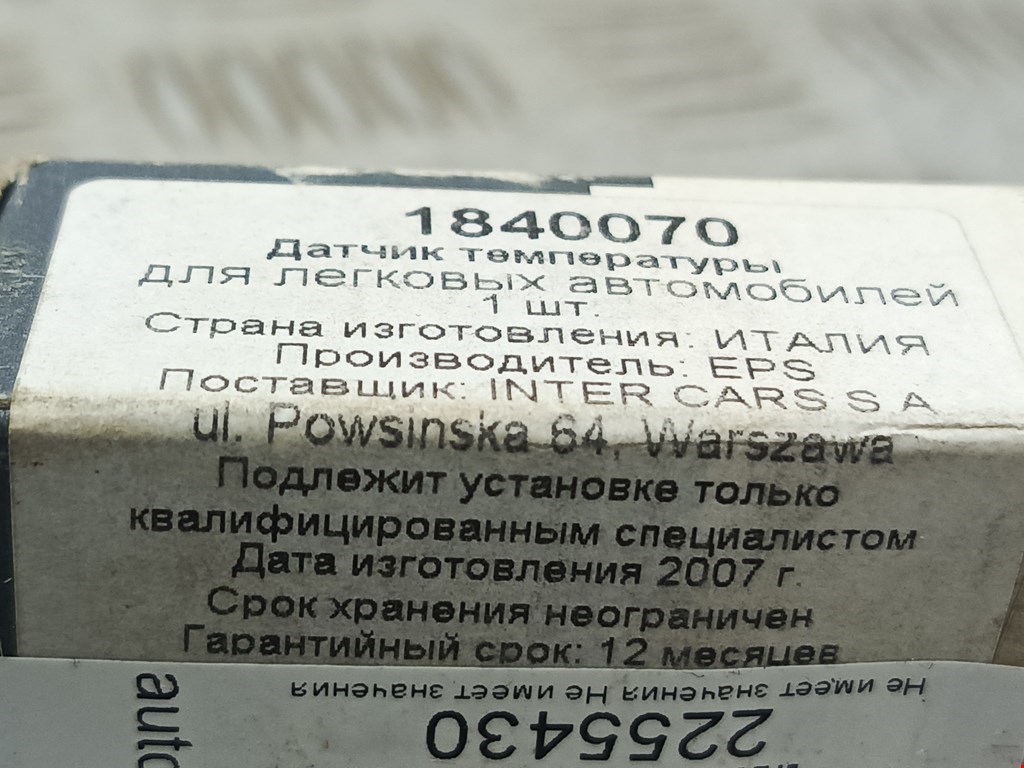 1840070
Датчик температуры
для легковых автомобилей
1 шт.
Страна изготовления: ИТАЛИЯ
Производитель: EPS
Поставщик: INTER CARS S A
ul. Powsinska 64, Warszawa
Подлежит установке только
квалифицированным специалистом
Дата изготовления 2007 г.
Срок хранения неограничен
Гарантийный срок: 12 месяцев
Не имеет значения Не имеет значения
2255430
auto